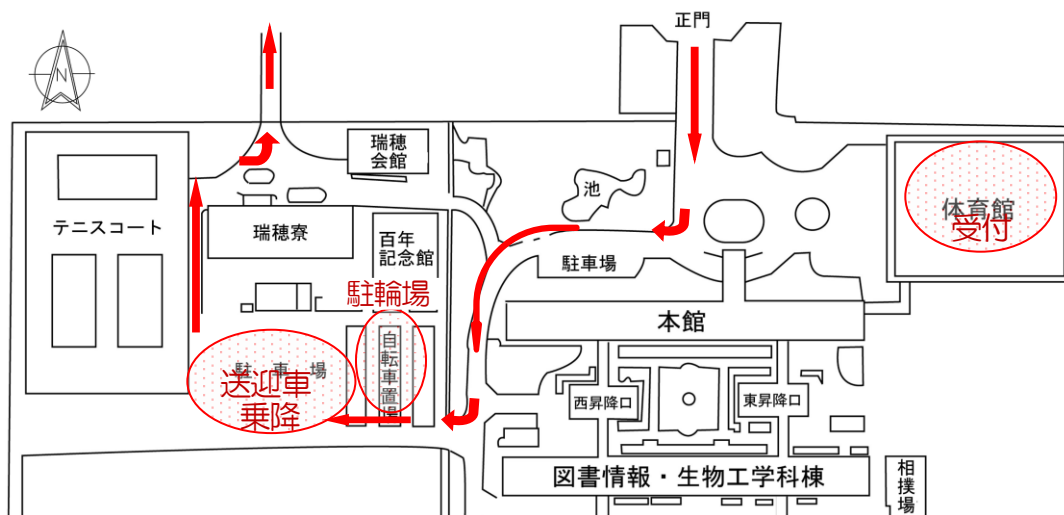 正門
N
瑞穂
会館
池
体育館
受付
テニスコート
瑞穂寮
百年
記念館
駐車場
駐輪場
本館
自転車置場
駐車場
送迎車
乗降
西昇降口
東昇降口
図書情報・生物工学科棟
相撲場